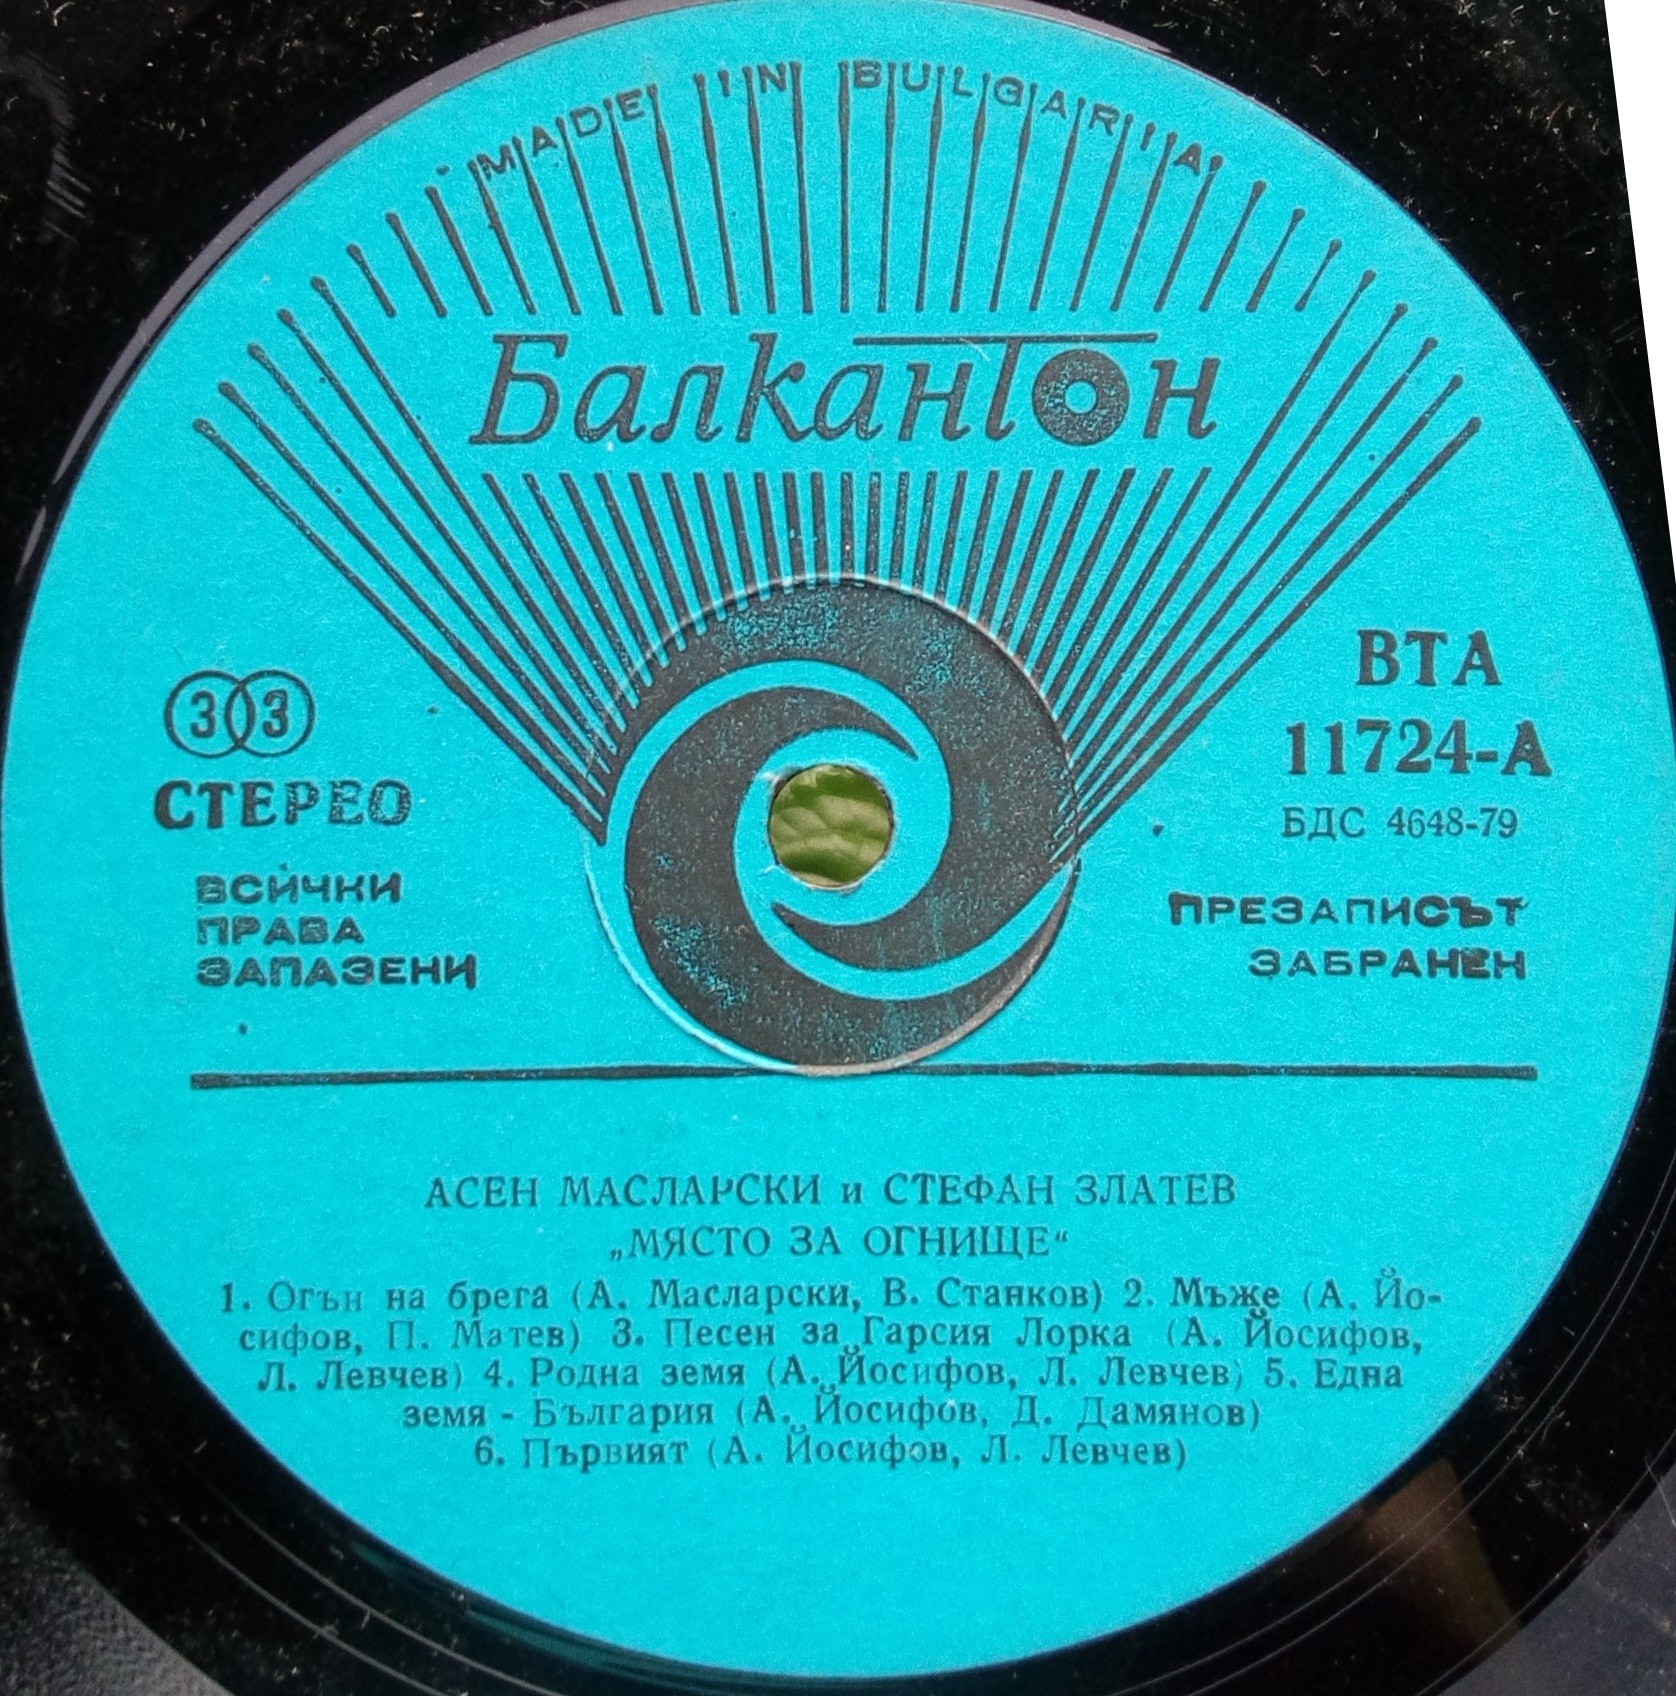 MADE IN BULGARIA
Балкантон
33
СТЕРЕО
ВСИЧКИ
ПРАВА
ЗАПАЗЕНИ
ВТА
11724-А
БДС 4648-79
ПРЕЗАПИСЪТ
ЗАБРАНЕН
АСЕН МАСЛАРСКИ и СТЕФАН ЗЛАТЕВ
„МЯСТО ЗА ОГНИЩЕ“
1. Огън на брега (А. Масларски, В. Станков) 2. Мъже (А. Йо-
сифов, П. Матев) 3. Песен за Гарсия Лорка (А. Йосифов,
Л. Левчев) 4. Родна земя (А. Йосифов, Л. Левчев) 5. Една
земя - България (А. Йосифов, Д. Дамянов)
6. Първият (А. Йосифов, Л. Левчев)